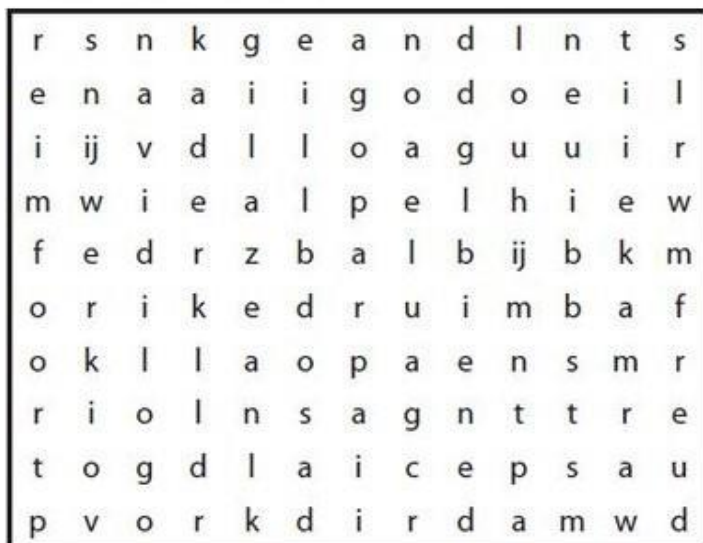 r s n k g e a n d l n t s
e n a a i i g o d o e i l
i ij v d l l o a g u u i r
m w i e a l p e l h i e w
f e d r z b a l b ij b k m
o r i k e d r u i m b a f
o k l l a o p a e n s m r
r i o l n s a g n t t r e
t o g d l a i c e p s a u
p v o r k d i r d a m w d